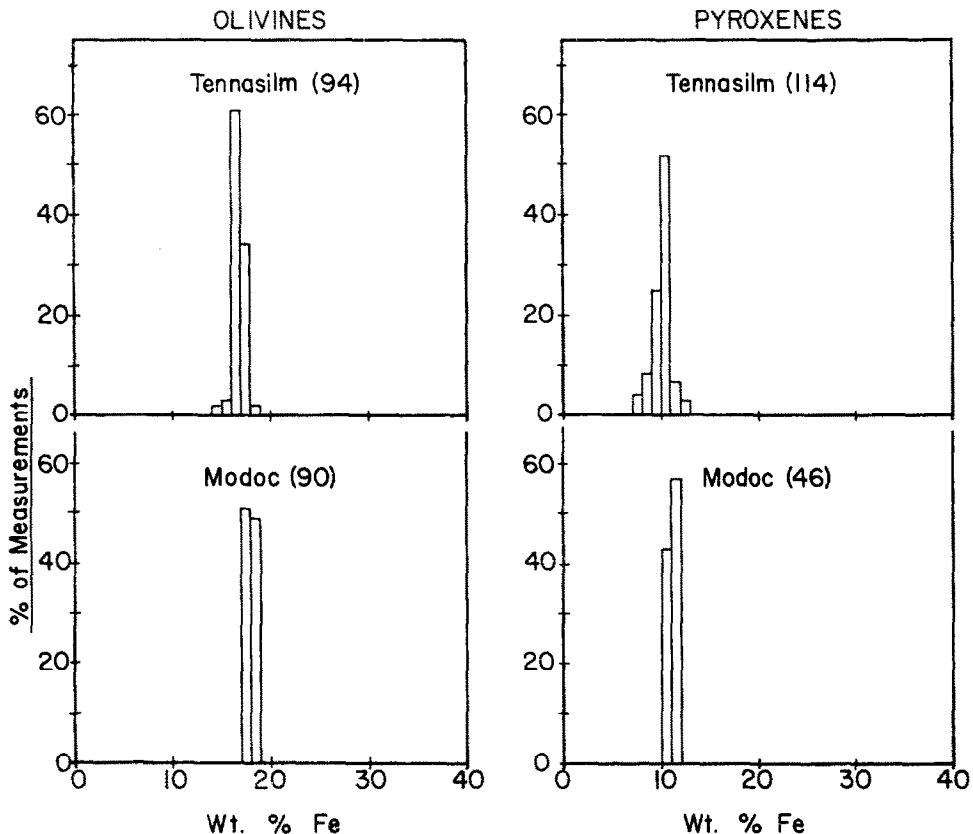 OLIVINES
PYROXENES
Tennasilm (94)
60
40
20
0
Tennasilm (114)
60
40
20
0
% of Measurements
Modoc (90)
60
40
20
0
0 10 20 30 40
Wt. % Fe
Modoc (46)
60
40
20
0
0 10 20 30 40
Wt. % Fe